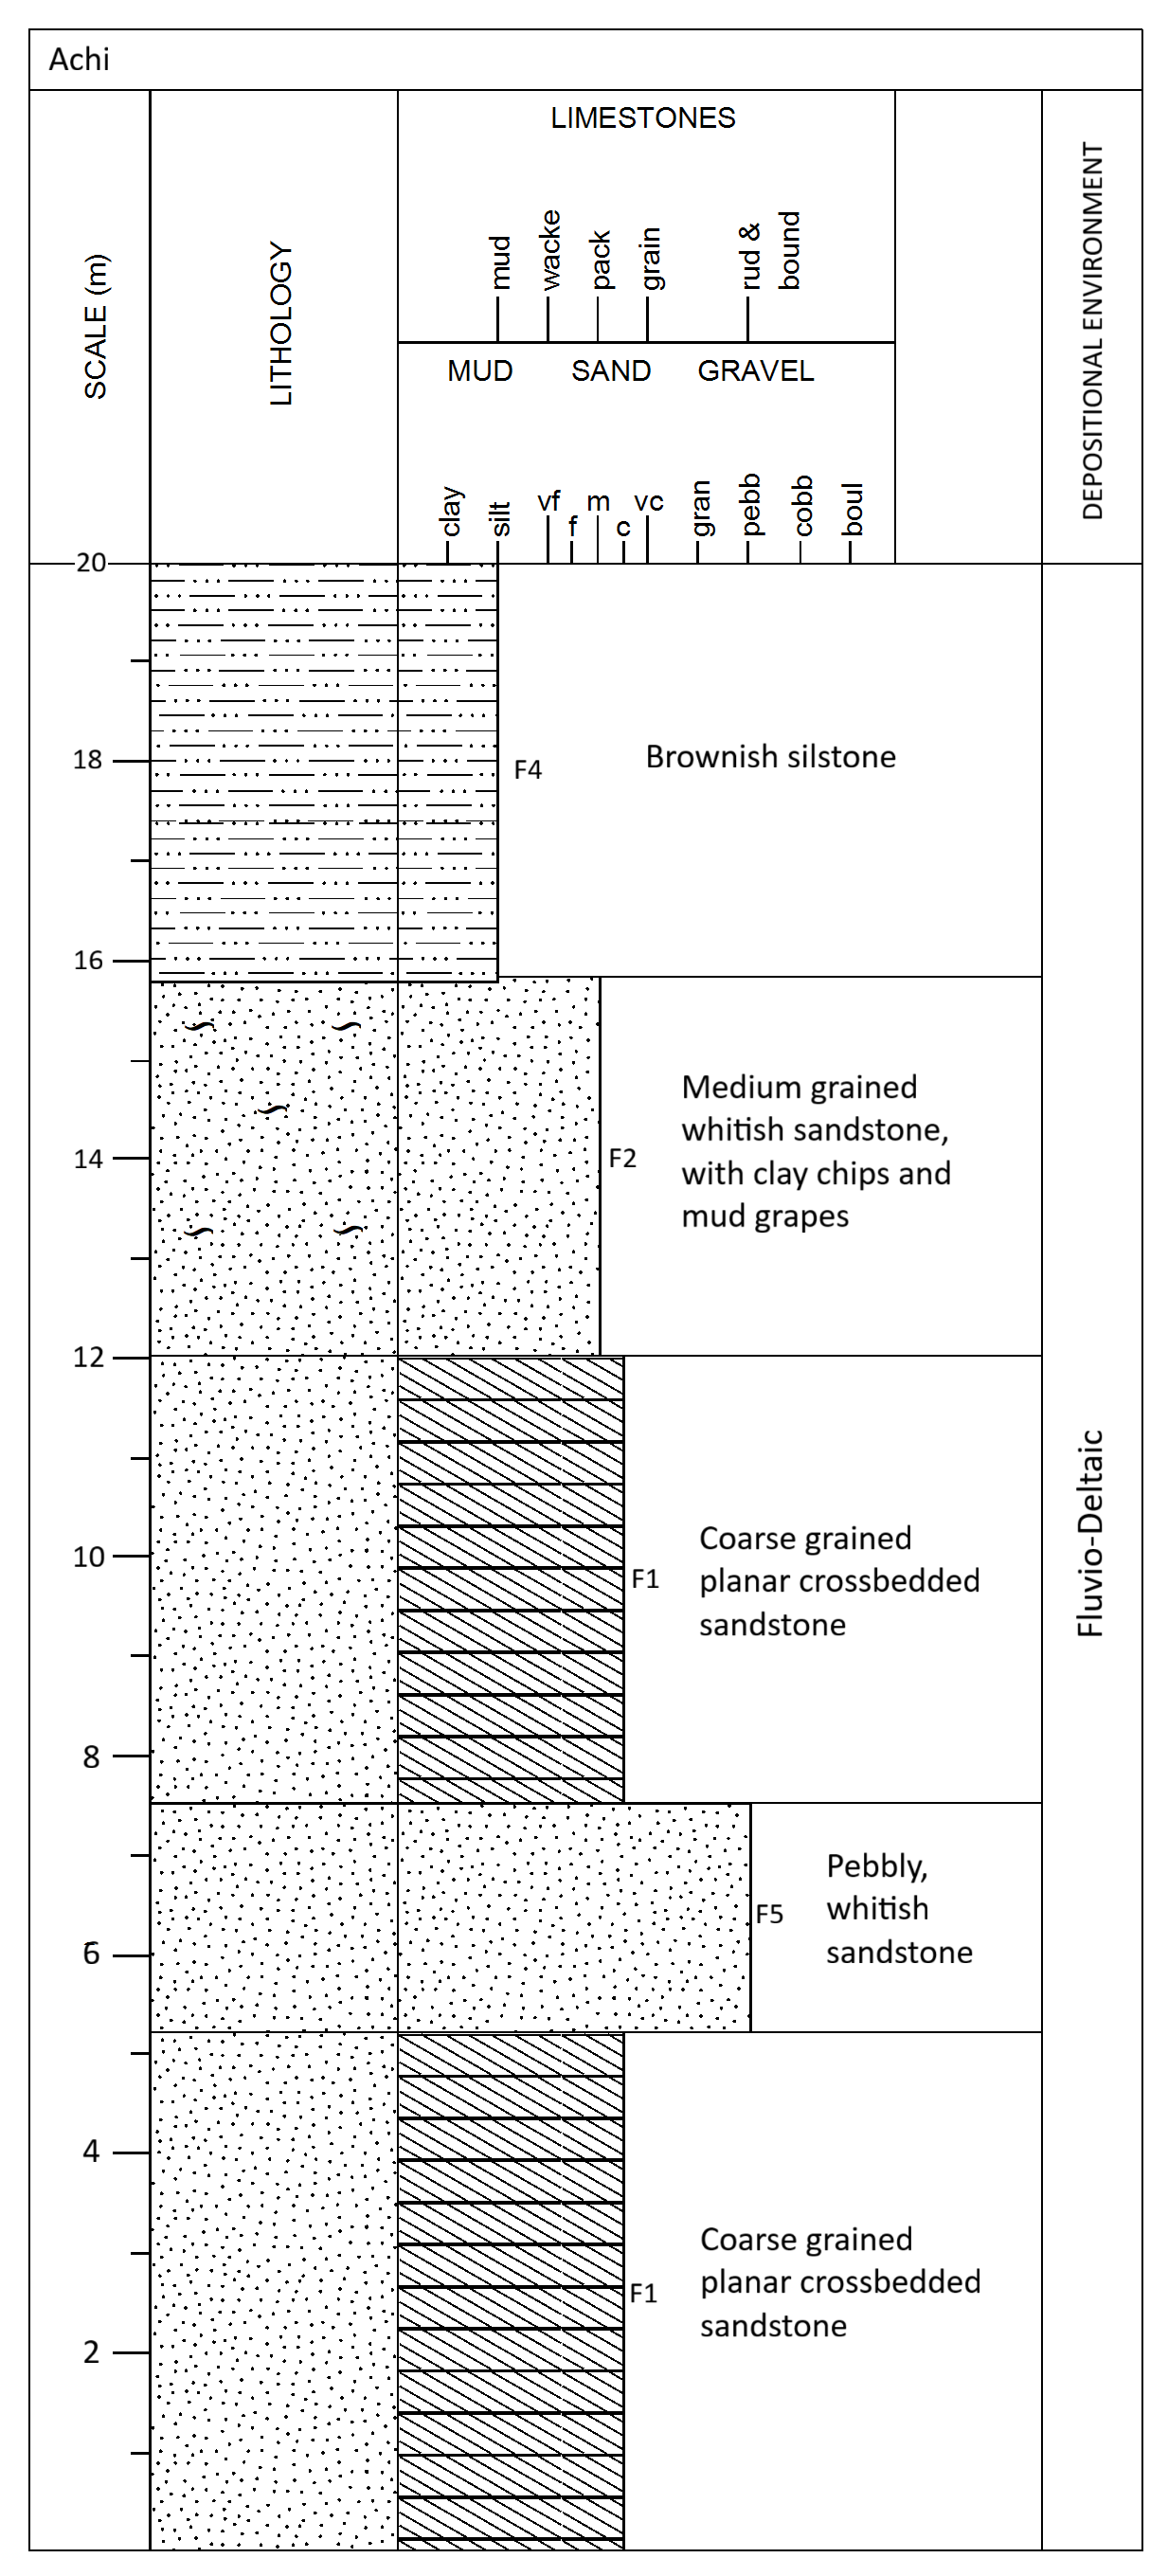 Achi
SCALE (m)
LITHOLOGY
LIMESTONES
mud
wacke
pack
grain
rud &
bound
MUD SAND GRAVEL
clay
silt
vf
f
m
c
vc
gran
pebb
cobb
boul
DEPOSITIONAL ENVIRONMENT
20
18
F4
Brownish silstone
16
14
F2
Medium grained
whitish sandstone,
with clay chips and
mud grapes
12
10
F1
Coarse grained
planar crossbedded
sandstone
Fluvio-Deltaic
8
F5
Pebbly,
whitish
sandstone
6
4
F1
Coarse grained
planar crossbedded
sandstone
2